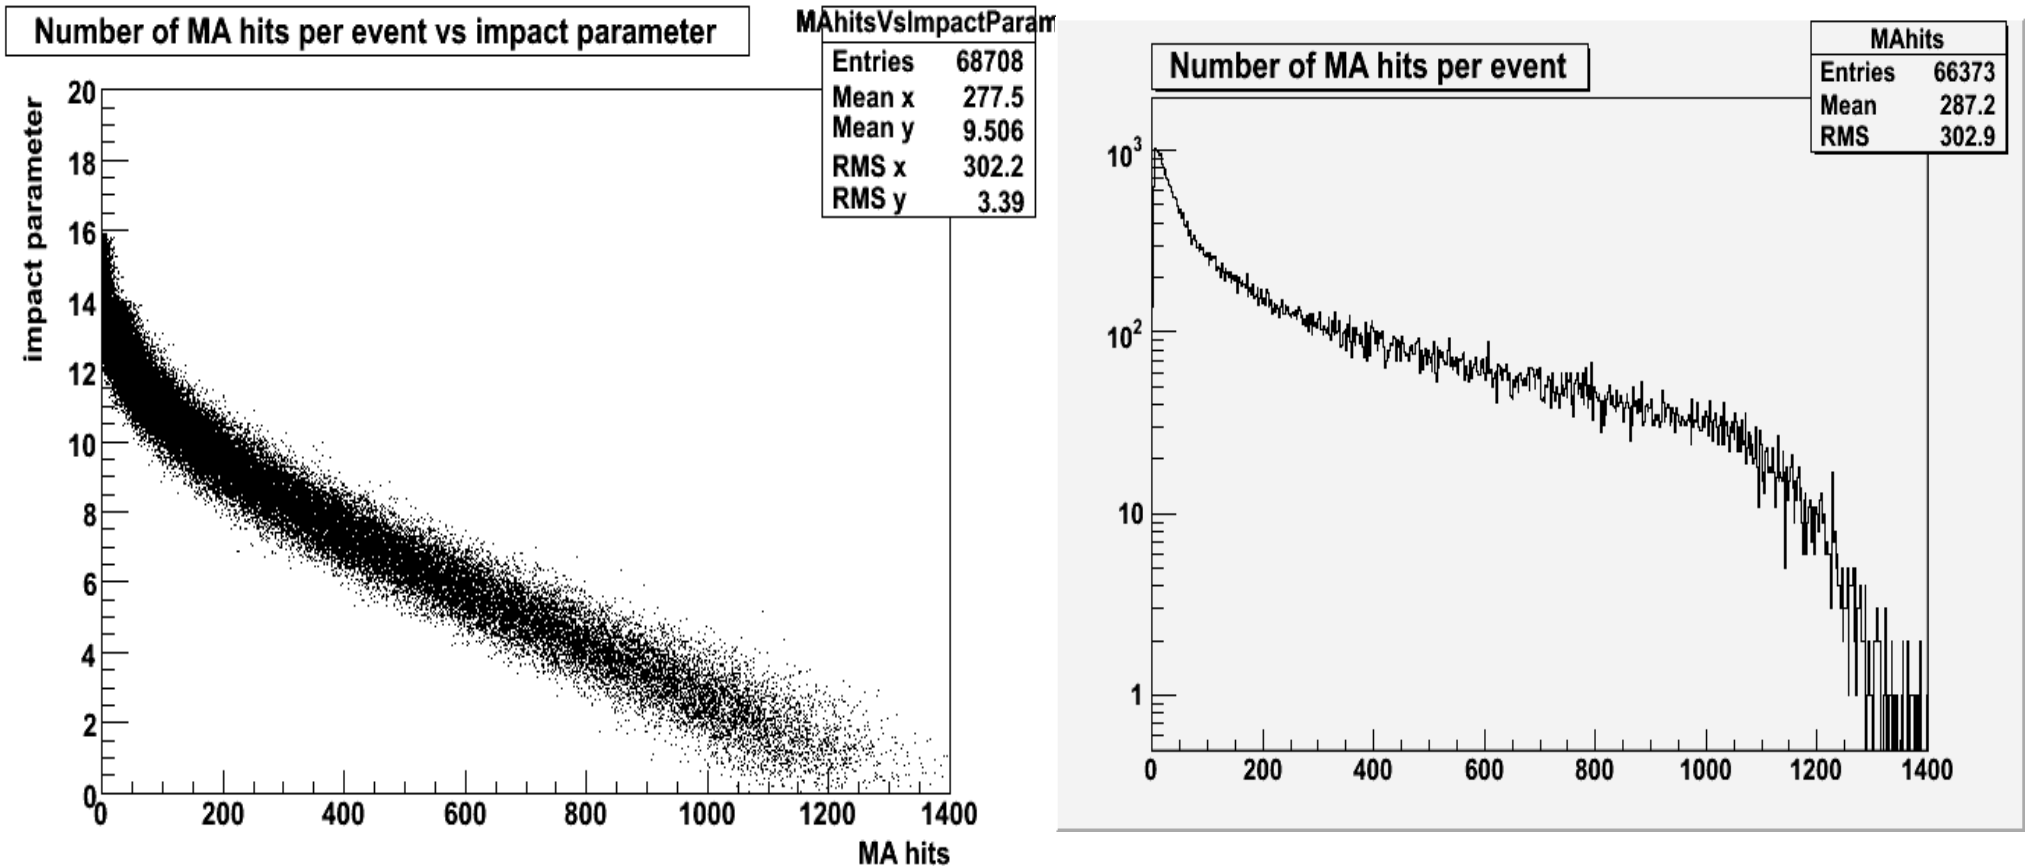 Number of MA hits per event vs impact parameter
MAhitsVsImpactParam
Entries 68708
Mean x 277.5
Mean y 9.506
RMS x 302.2
RMS y 3.39
impact parameter
20
18
16
14
12
10
8
6
4
2
0
0 200 400 600 800 1000 1200 1400
MA hits
Number of MA hits per event
MAhits
Entries 66373
Mean 287.2
RMS 302.9
10³
10²
10
1
0 200 400 600 800 1000 1200 1400